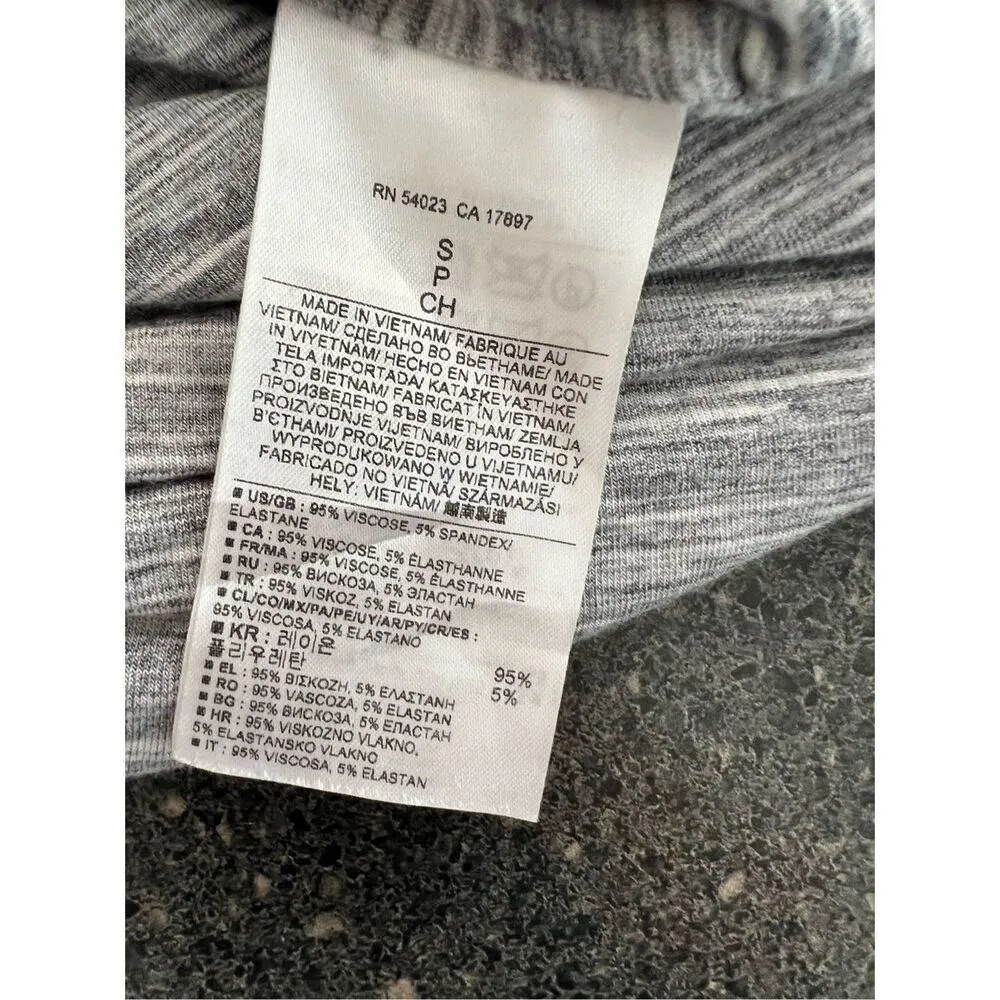 RN 54023 CA 17897
S
P
CH
MADE IN VIETNAM/ FABRIQUE AU
VIETNAM/ СДЕЛАНО ВО ВЬЕТНАМЕ/ MADE
IN VIYETNAM/ HECHO EN VIETNAM CON
TELA IMPORTADA/ ΚΑΤΑΣΚΕΥΑΣΤΗΚΕ
ΣΤΟ ΒΙΕΤΝΑΜ/ FABRICAT ÎN VIETNAM/
ПРОИЗВЕДЕНО ВЪВ ВИЕТНАМ/ ZEMLJA
PROIZVODNJE VIJETNAM/ ВИРОБЛЕНО У
В'ЄТНАМІ/ PROIZVEDENO U VIJETNAMU/
WYPRODUKOWANO W WIETNAMIE/
FABRICADO NO VIETNÃ/ SZÁRMAZÁSI
HELY: VIETNÁM/ 越南製造
US/GB : 95% VISCOSE, 5% SPANDEX/
ELASTANE
CA : 95% VISCOSE, 5% ÉLASTHANNE
FR/MA : 95% VISCOSE, 5% ÉLASTHANNE
RU : 95% ВИСКОЗА, 5% ЭЛАСТАН
TR : 95% VISKOZ, 5% ELASTAN
CL/CO/MX/PA/PE/UY/AR/PY/CR/ES :
95% VISCOSA, 5% ELASTANO
KR : 레이온 95%
폴리우레탄 5%
EL : 95% ΒΙΣΚΟΖΗ, 5% ΕΛΑΣΤΑΝΗ
RO : 95% VASCOZA, 5% ELASTAN
BG : 95% ВИСКОЗА, 5% ЕЛАСТАН
HR : 95% VISKOZNO VLAKNO,
5% ELASTANSKO VLAKNO
IT : 95% VISCOSA, 5% ELASTAN